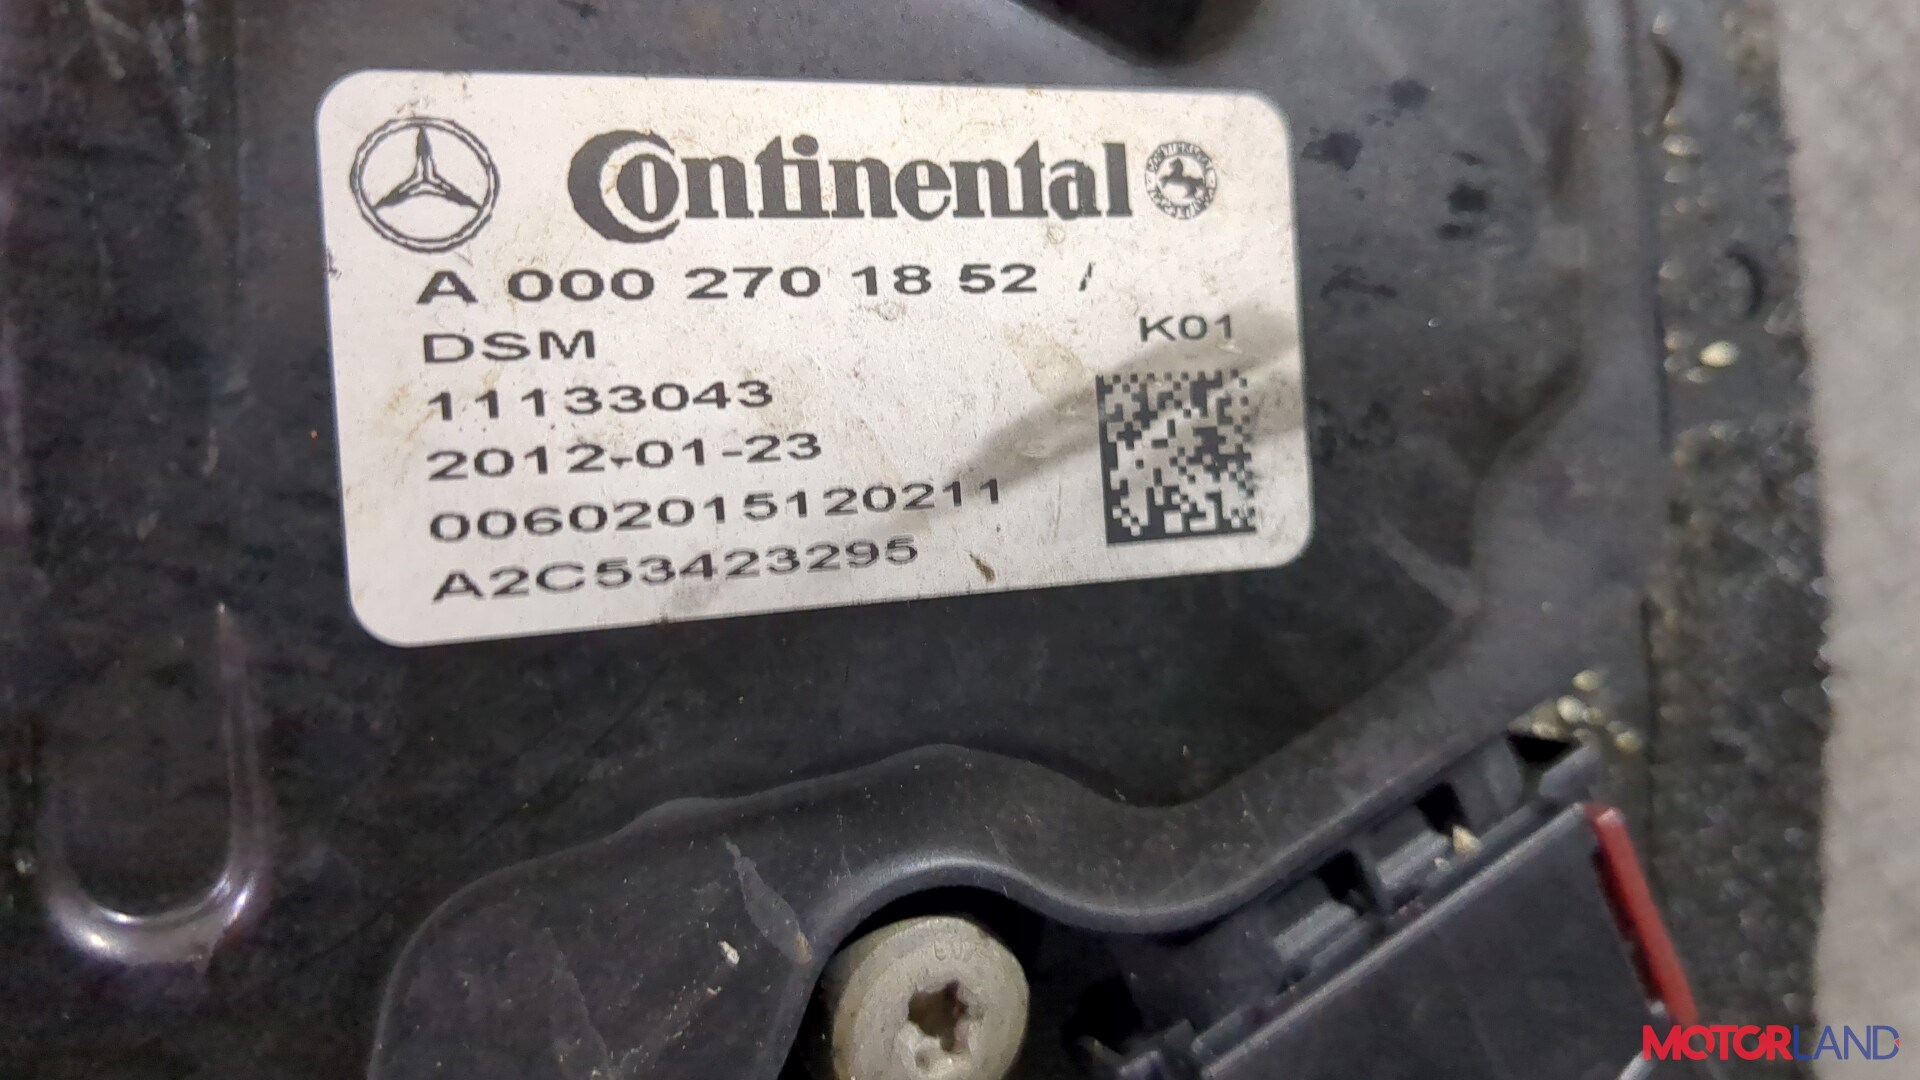 Continental
A 000 270 18 52 /
DSM
K01
11133043
2012-01-23
00602015120211
A2C53423295
MOTORLAND